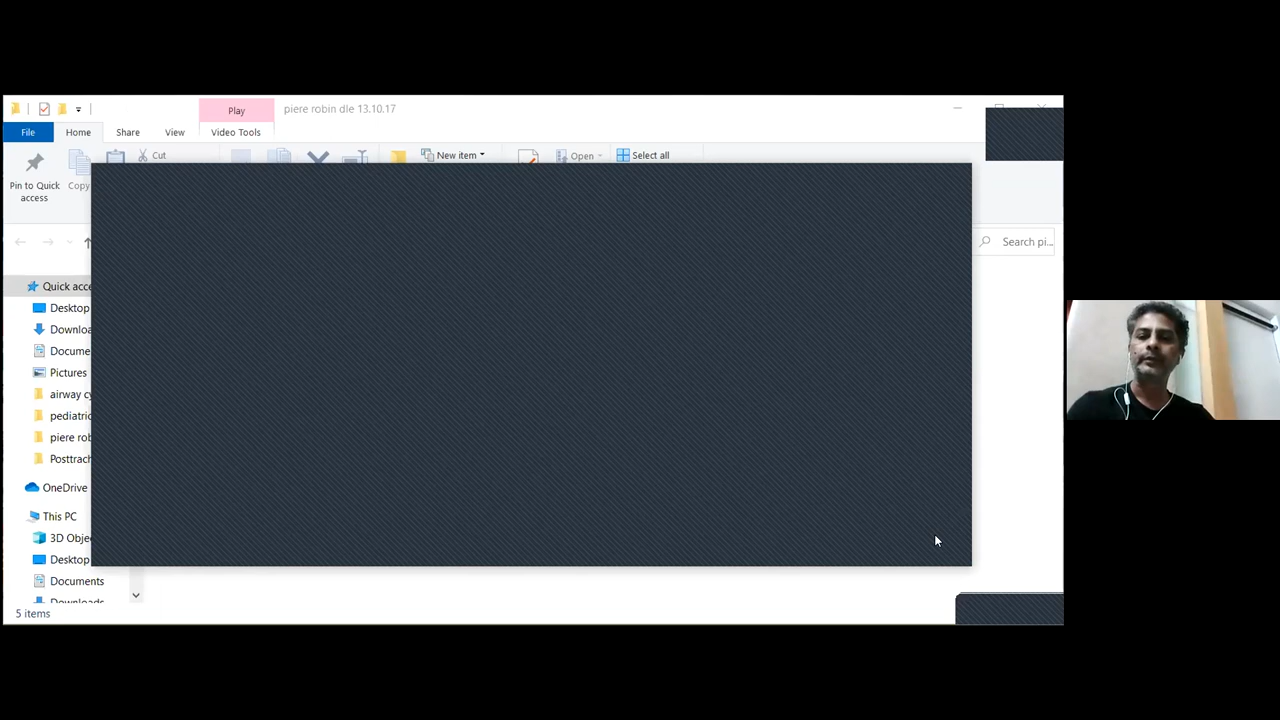 Play
piere robin dle 13.10.17
File
Home
Share
View
Video Tools
Cut
New item
Open
Select all
Pin to Quick
access
Copy
Search pi...
Quick acce
Desktop
Downloa
Docume
Pictures
airway cy
pediatric
piere rob
Posttrach
OneDrive
This PC
3D Obje
Desktop
Documents
Downloads
5 items